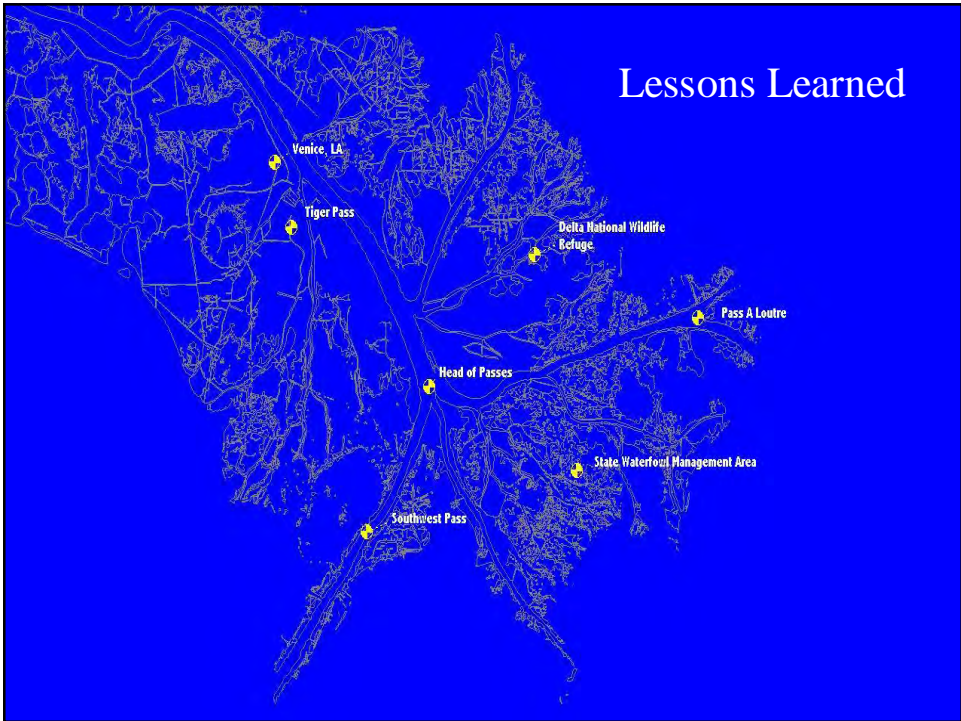 Lessons Learned
Venice, LA
Tiger Pass
Delta National Wildlife
Refuge
Pass A Loutre
Head of Passes
State Waterfowl Management Area
Southwest Pass